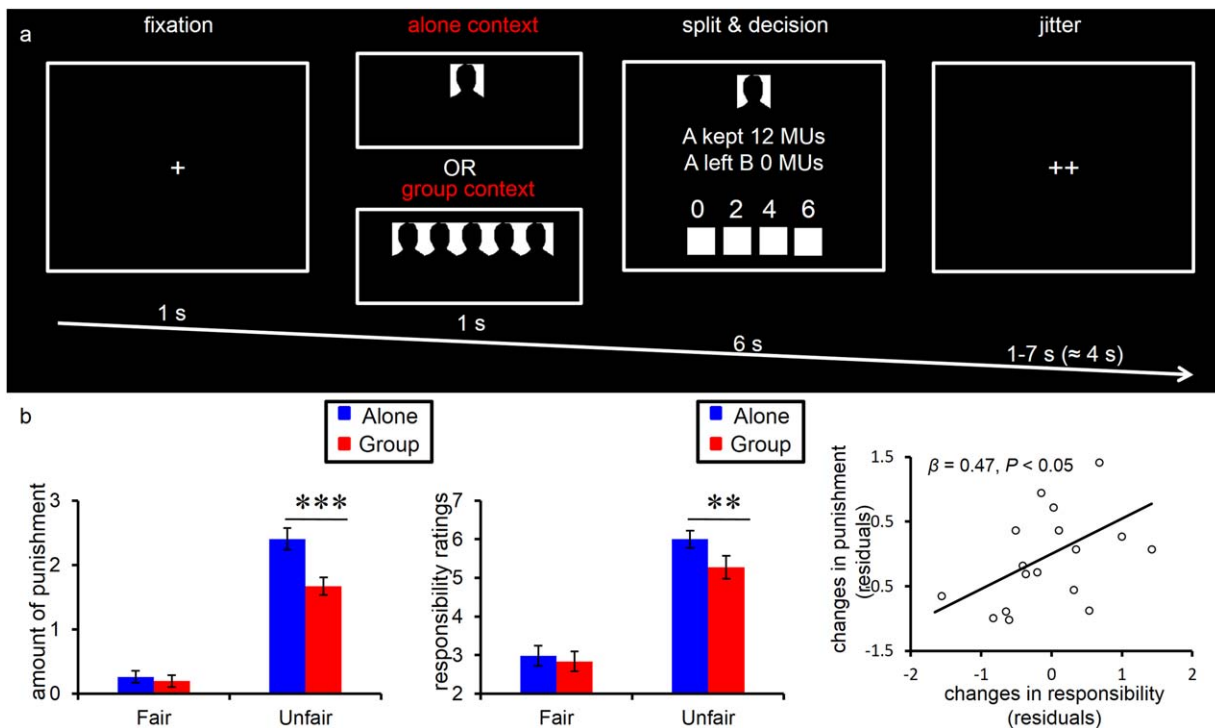 a
fixation
alone context
split & decision
jitter
+
OR
group context
A kept 12 MUs
A left B 0 MUs
0 2 4 6
++
1 s
1 s
6 s
1-7 s (≈ 4 s)
b
Alone
Group
amount of punishment
3
2
1
0
***
Fair
Unfair
Alone
Group
responsibility ratings
7
6
5
4
3
2
**
Fair
Unfair
changes in punishment
(residuals)
1.5
0.5
-0.5
-1.5
β = 0.47, P < 0.05
-2 -1 0 1 2
changes in responsibility
(residuals)